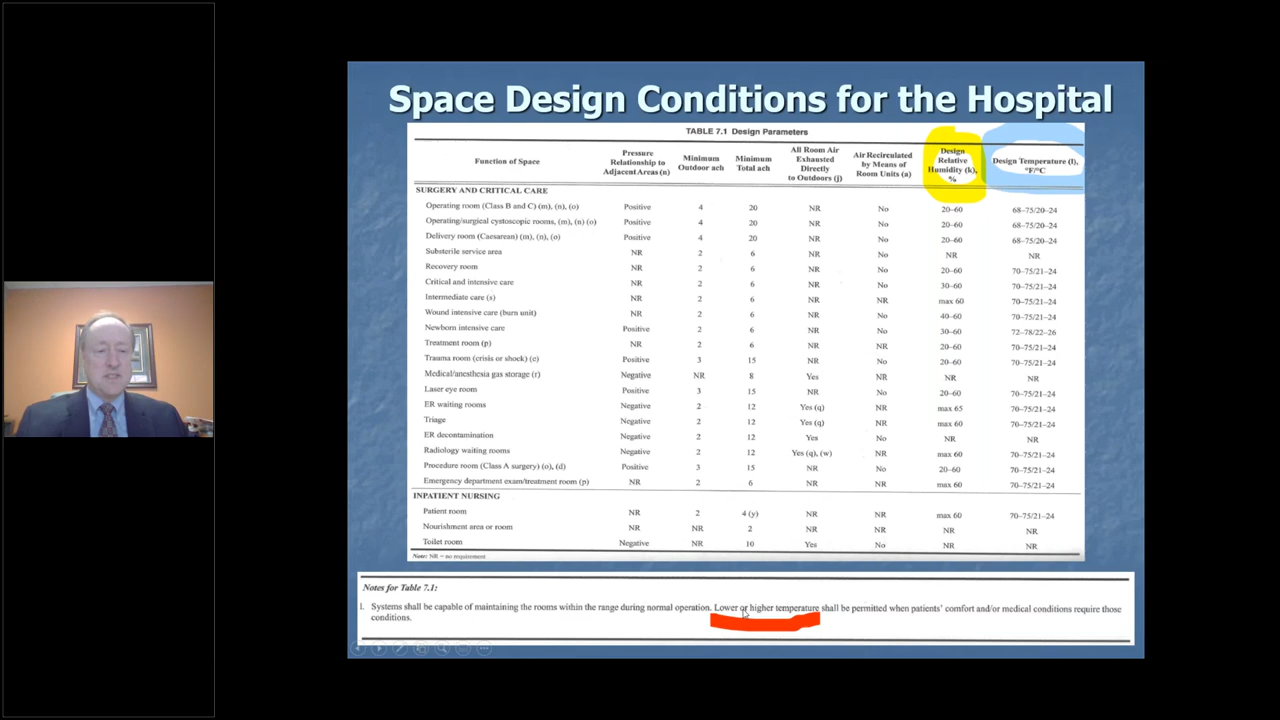 Space Design Conditions for the Hospital
TABLE 7.1 Design Parameters
Function of Space | Pressure Relationship to Adjacent Areas (n) | Minimum Outdoor ach | Minimum Total ach | All Room Air Exhausted Directly to Outdoors (j) | Air Recirculated by Means of Room Units (a) | Design Relative Humidity (k), % | Design Temperature (l), °F/°C
SURGERY AND CRITICAL CARE
Operating room (Class B and C) (m), (n), (o) Positive 4 20 NR No 20–60 68–75/20–24
Operating/surgical cystoscopic rooms, (m), (n) (o) Positive 4 20 NR No 20–60 68–75/20–24
Delivery room (Caesarean) (m), (n), (o) Positive 4 20 NR No 20–60 68–75/20–24
Substerile service area NR 2 6 NR No NR NR
Recovery room NR 2 6 NR No 20–60 70–75/21–24
Critical and intensive care NR 2 6 NR No 30–60 70–75/21–24
Intermediate care (s) NR 2 6 NR NR max 60 70–75/21–24
Wound intensive care (burn unit) NR 2 6 NR No 40–60 70–75/21–24
Newborn intensive care Positive 2 6 NR No 30–60 72–78/22–26
Treatment room (p) NR 2 6 NR NR 20–60 70–75/21–24
Trauma room (crisis or shock) (c) Positive 3 15 NR No 20–60 70–75/21–24
Medical/anesthesia gas storage (r) Negative NR 8 Yes NR NR NR
Laser eye room Positive 3 15 NR No 20–60 70–75/21–24
ER waiting rooms Negative 2 12 Yes (q) NR max 65 70–75/21–24
Triage Negative 2 12 Yes (q) NR max 60 70–75/21–24
ER decontamination Negative 2 12 Yes No NR NR
Radiology waiting rooms Negative 2 12 Yes (q), (w) NR max 60 70–75/21–24
Procedure room (Class A surgery) (o), (d) Positive 3 15 NR No 20–60 70–75/21–24
Emergency department exam/treatment room (p) NR 2 6 NR NR max 60 70–75/21–24
INPATIENT NURSING
Patient room NR 2 4 (y) NR NR max 60 70–75/21–24
Nourishment area or room NR NR 2 NR NR NR NR
Toilet room Negative NR 10 Yes No NR NR
Note: NR = no requirement
Notes for Table 7.1:
l. Systems shall be capable of maintaining the rooms within the range during normal operation. Lower or higher temperature shall be permitted when patients' comfort and/or medical conditions require those
conditions.